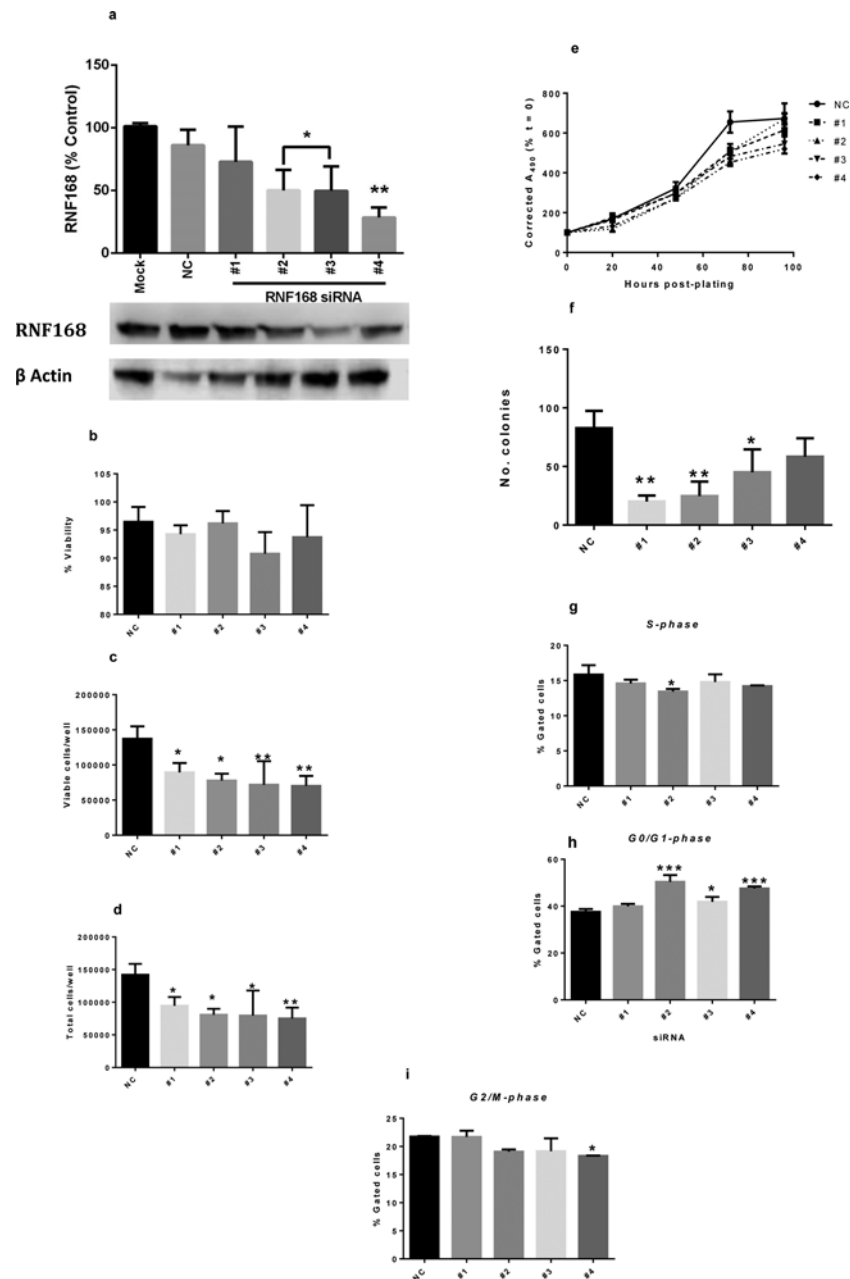 a
RNF168 (% Control)
150
100
50
0
*
**
Mock
NC
#1
#2
#3
#4
RNF168 siRNA
RNF168
β Actin
b
% Viability
105
100
95
90
85
80
NC
#1
#2
#3
#4
c
Viable cells/well
200000
150000
100000
50000
0
*
*
**
**
NC
#1
#2
#3
#4
d
Total cells/well
200000
150000
100000
50000
0
*
*
*
**
NC
#1
#2
#3
#4
e
Corrected A490 (% t = 0)
800
600
400
200
0
0
20
40
60
80
100
Hours post-plating
NC
#1
#2
#3
#4
f
No. colonies
150
100
50
0
**
**
*
NC
#1
#2
#3
#4
g
S-phase
% Gated cells
20
15
10
5
0
*
NC
#1
#2
#3
#4
h
G0/G1-phase
% Gated cells
60
40
20
0
***
*
***
NC
#1
#2
#3
#4
siRNA
i
G2/M-phase
% Gated cells
25
20
15
10
5
0
*
NC
#1
#2
#3
#4